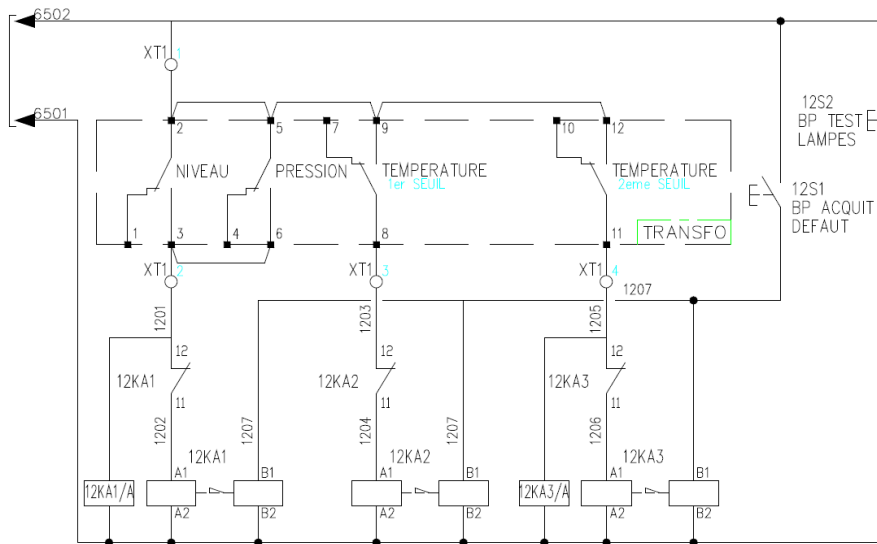 6502
XT1 1
6501
2 5 7 9 10 12
12S2
BP TEST
LAMPES
NIVEAU PRESSION TEMPERATURE TEMPERATURE
1er SEUIL 2eme SEUIL
12S1
BP ACQUIT
DEFAUT
TRANSFO
1 3 4 6 8 11
XT1 2 XT1 3 XT1 4
1207
1201 1203 1205
12 12 12
12KA1 12KA2 12KA3
11 11 11
1202 1207 1204 1207 1206
12KA1 12KA2 12KA3
A1 B1 A1 B1 A1 B1
12KA1/A 12KA3/A
A2 B2 A2 B2 A2 B2